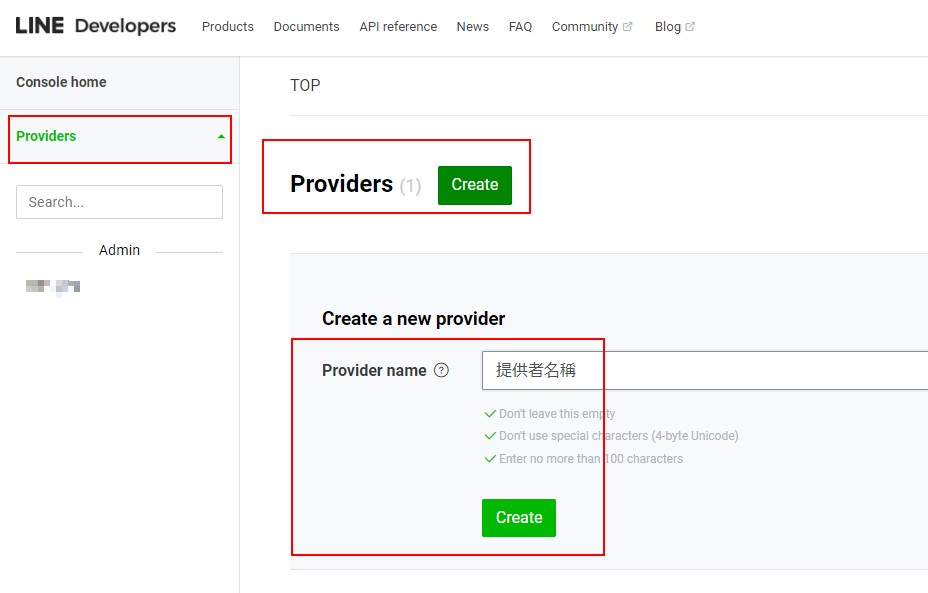 LINE Developers Products Documents API reference News FAQ Community Blog
Console home
Providers
Search...
Admin
TOP
Providers (1) Create
Create a new provider
Provider name ? 提供者名稱
Don't leave this empty
Don't use special characters (4-byte Unicode)
Enter no more than 100 characters
Create